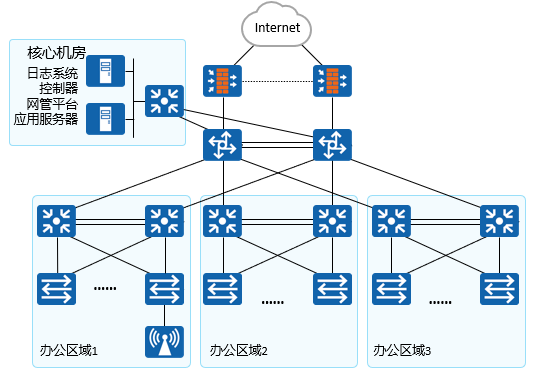 Internet
核心机房
日志系统
控制器
网管平台
应用服务器
......
......
......
办公区域1
办公区域2
办公区域3